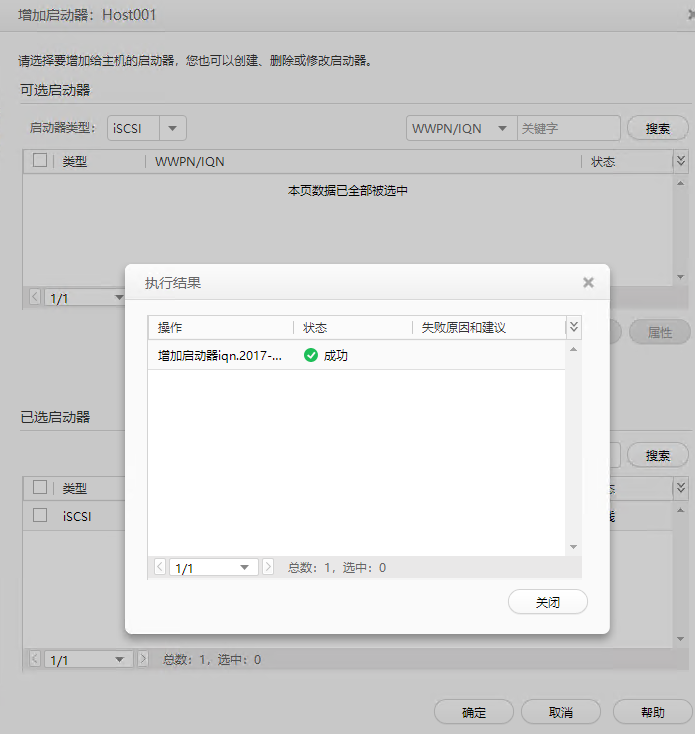 增加启动器：Host001
请选择要增加给主机的启动器，您也可以创建、删除或修改启动器。
可选启动器
启动器类型： iSCSI WWPN/IQN 关键字 搜索
类型 WWPN/IQN 状态
本页数据已全部被选中
1/1
属性
执行结果
操作 状态 失败原因和建议
增加启动器iqn.2017-... 成功
1/1 总数：1，选中：0
关闭
已选启动器
搜索
类型
iSCSI
1/1 总数：1，选中：0
确定 取消 帮助